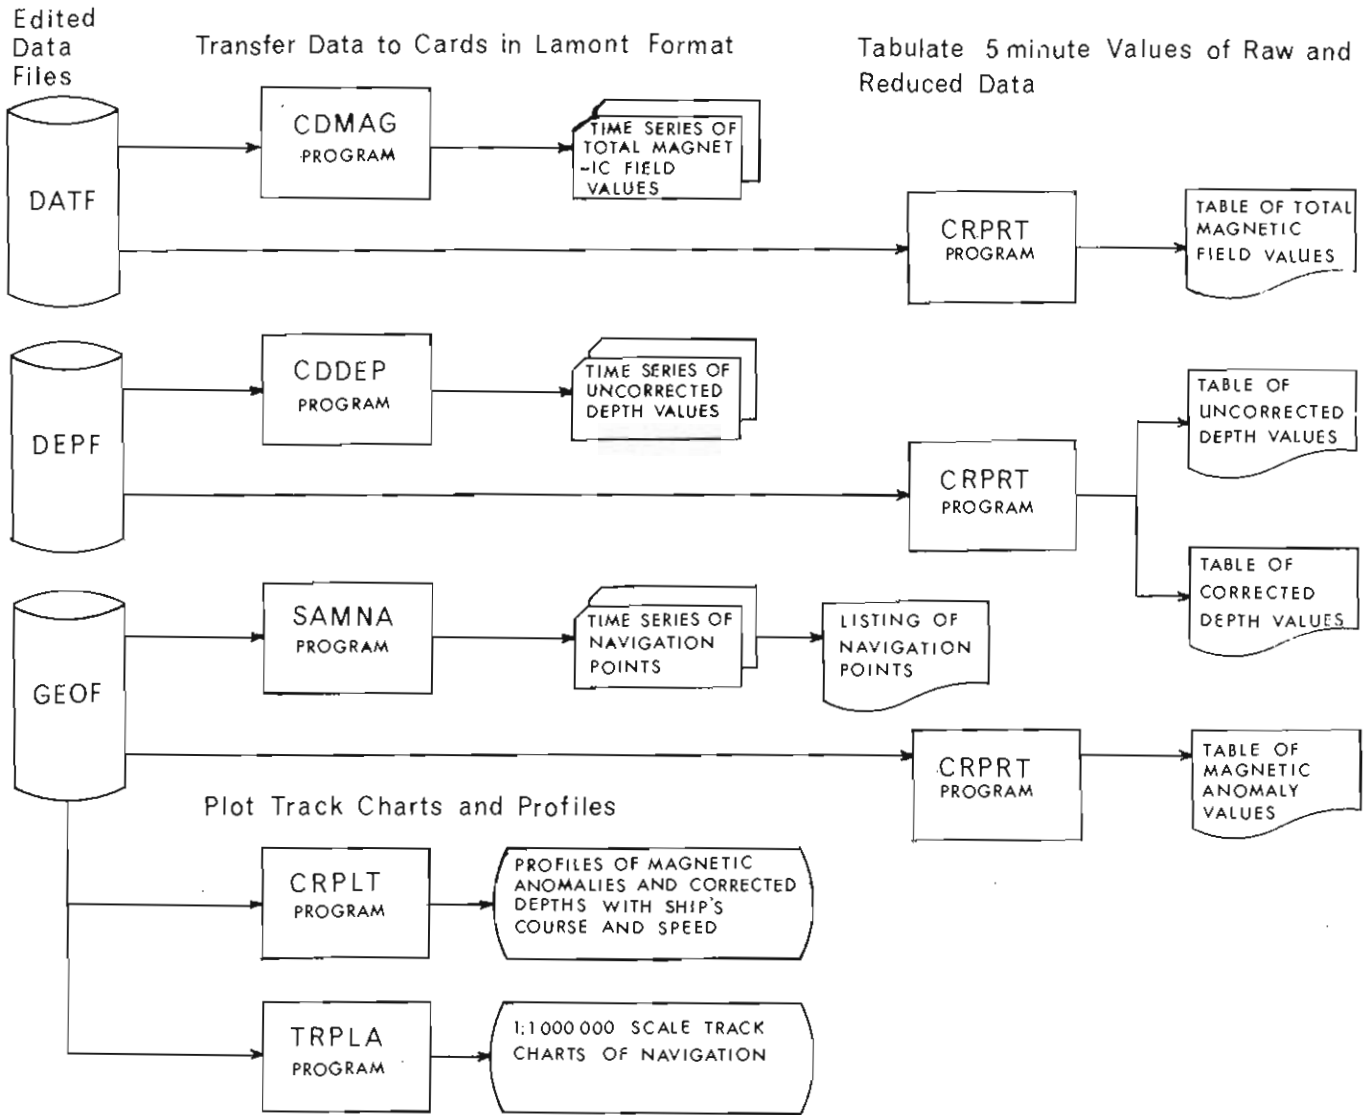 Edited
Data
Files
Transfer Data to Cards in Lamont Format
Tabulate 5 minute Values of Raw and
Reduced Data
DATF
CDMAG
PROGRAM
TIME SERIES OF
TOTAL MAGNET
-IC FIELD
VALUES
CRPRT
PROGRAM
TABLE OF TOTAL
MAGNETIC
FIELD VALUES
DEPF
CDDEP
PROGRAM
TIME SERIES OF
UNCORRECTED
DEPTH VALUES
CRPRT
PROGRAM
TABLE OF
UNCORRECTED
DEPTH VALUES
TABLE OF
CORRECTED
DEPTH VALUES
GEOF
SAMNA
PROGRAM
TIME SERIES OF
NAVIGATION
POINTS
LISTING OF
NAVIGATION
POINTS
CRPRT
PROGRAM
TABLE OF
MAGNETIC
ANOMALY
VALUES
Plot Track Charts and Profiles
CRPLT
PROGRAM
PROFILES OF MAGNETIC
ANOMALIES AND CORRECTED
DEPTHS WITH SHIP'S
COURSE AND SPEED
TRPLA
PROGRAM
1:1000000 SCALE TRACK
CHARTS OF NAVIGATION